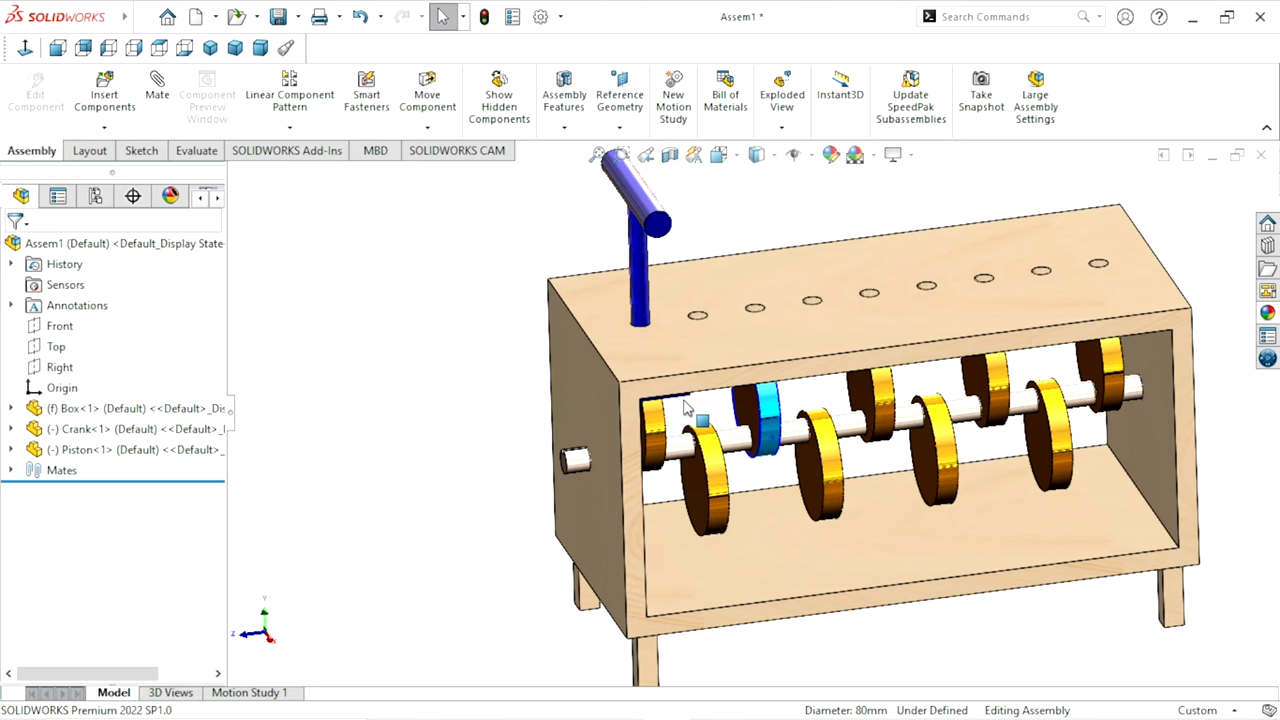 SOLIDWORKS
Assem1 *
Search Commands
Edit Component
Insert Components
Mate
Component Preview Window
Linear Component Pattern
Smart Fasteners
Move Component
Show Hidden Components
Assembly Features
Reference Geometry
New Motion Study
Bill of Materials
Exploded View
Instant3D
Update SpeedPak Subassemblies
Take Snapshot
Large Assembly Settings
Assembly
Layout
Sketch
Evaluate
SOLIDWORKS Add-Ins
MBD
SOLIDWORKS CAM
Assem1 (Default) <Default_Display State
History
Sensors
Annotations
Front
Top
Right
Origin
(f) Box<1> (Default) <<Default>_Dis
(-) Crank<1> (Default) <<Default>_
(-) Piston<1> (Default) <<Default>_
Mates
Y
Z
Model
3D Views
Motion Study 1
SOLIDWORKS Premium 2022 SP1.0
Diameter: 80mm
Under Defined
Editing Assembly
Custom